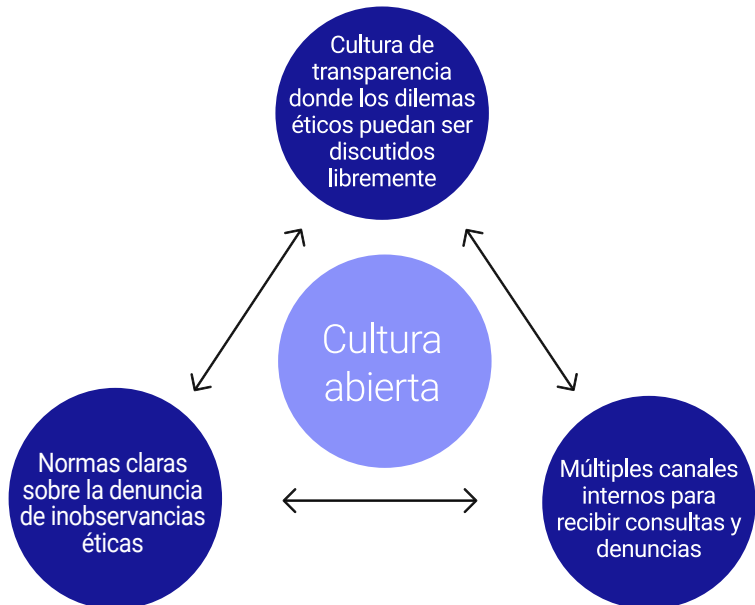 Cultura de
transparencia
donde los dilemas
éticos puedan ser
discutidos
libremente
Cultura
abierta
Normas claras
sobre la denuncia
de inobservancias
éticas
Múltiples canales
internos para
recibir consultas y
denuncias